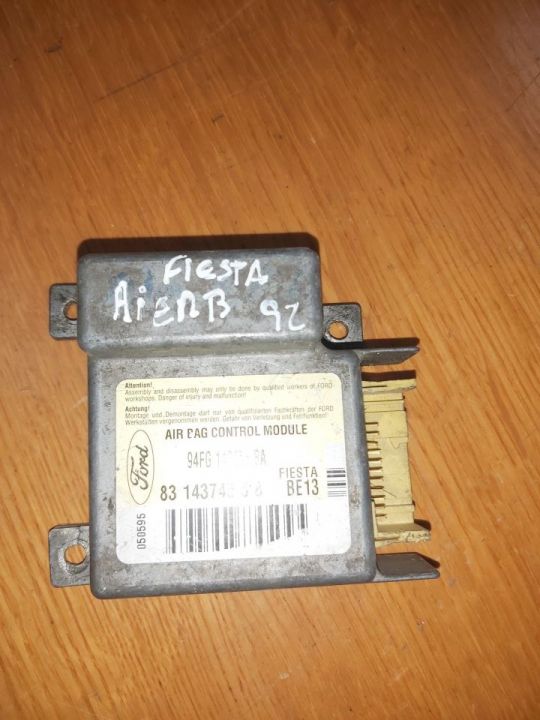 FIESTA
AiERB 92
Attention!
Assembly and disassembly may only be done by qualified workers of FORD
workshops. Danger of injury and malfunction!
Achtung!
Montage und Demontage darf nur von qualifizierten Fachkräften der FORD
Werkstätten vorgenommen werden. Gefahr von Verletzung und Fehlfunktion!
Ford
AIR BAG CONTROL MODULE
94FG
FIESTA
83 BE13
050595